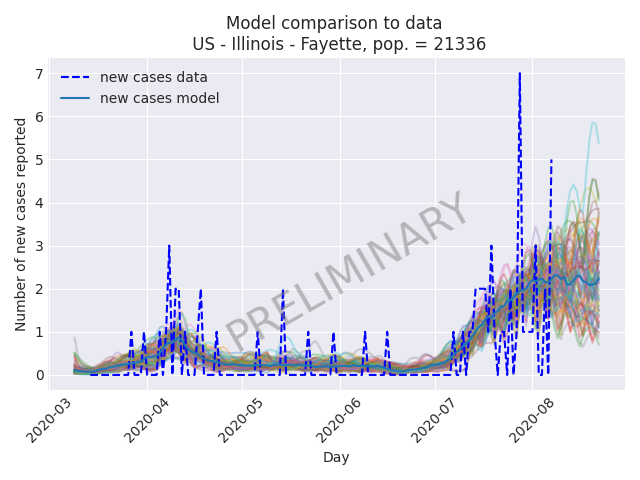 Model comparison to data
US - Illinois - Fayette, pop. = 21336
7
6
5
4
3
2
1
0
Number of new cases reported
new cases data
new cases model
PRELIMINARY
2020-03
2020-04
2020-05
2020-06
2020-07
2020-08
Day